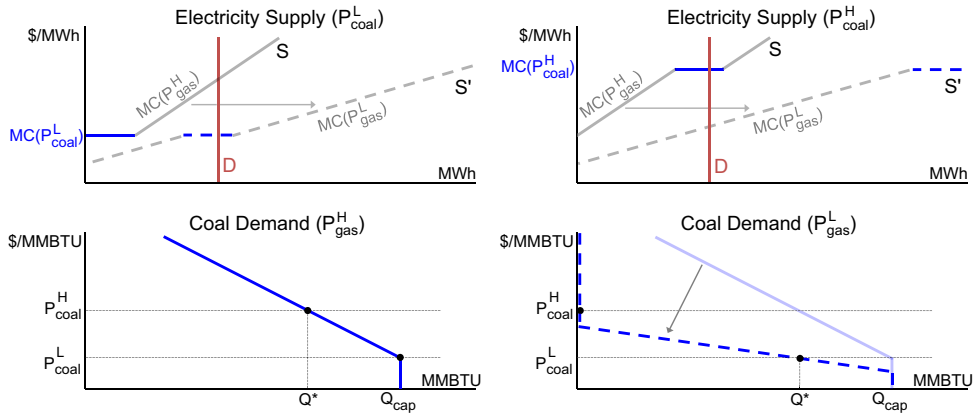 Electricity Supply (P^L_coal)
$/MWh
S
MC(P^H_gas)
S'
MC(P^L_gas)
MC(P^L_coal)
D
MWh
Electricity Supply (P^H_coal)
$/MWh
S
MC(P^H_coal)
MC(P^H_gas)
S'
MC(P^L_gas)
D
MWh
Coal Demand (P^H_gas)
$/MMBTU
P^H_coal
P^L_coal
MMBTU
Q* Q_cap
Coal Demand (P^L_gas)
$/MMBTU
P^H_coal
P^L_coal
MMBTU
Q* Q_cap